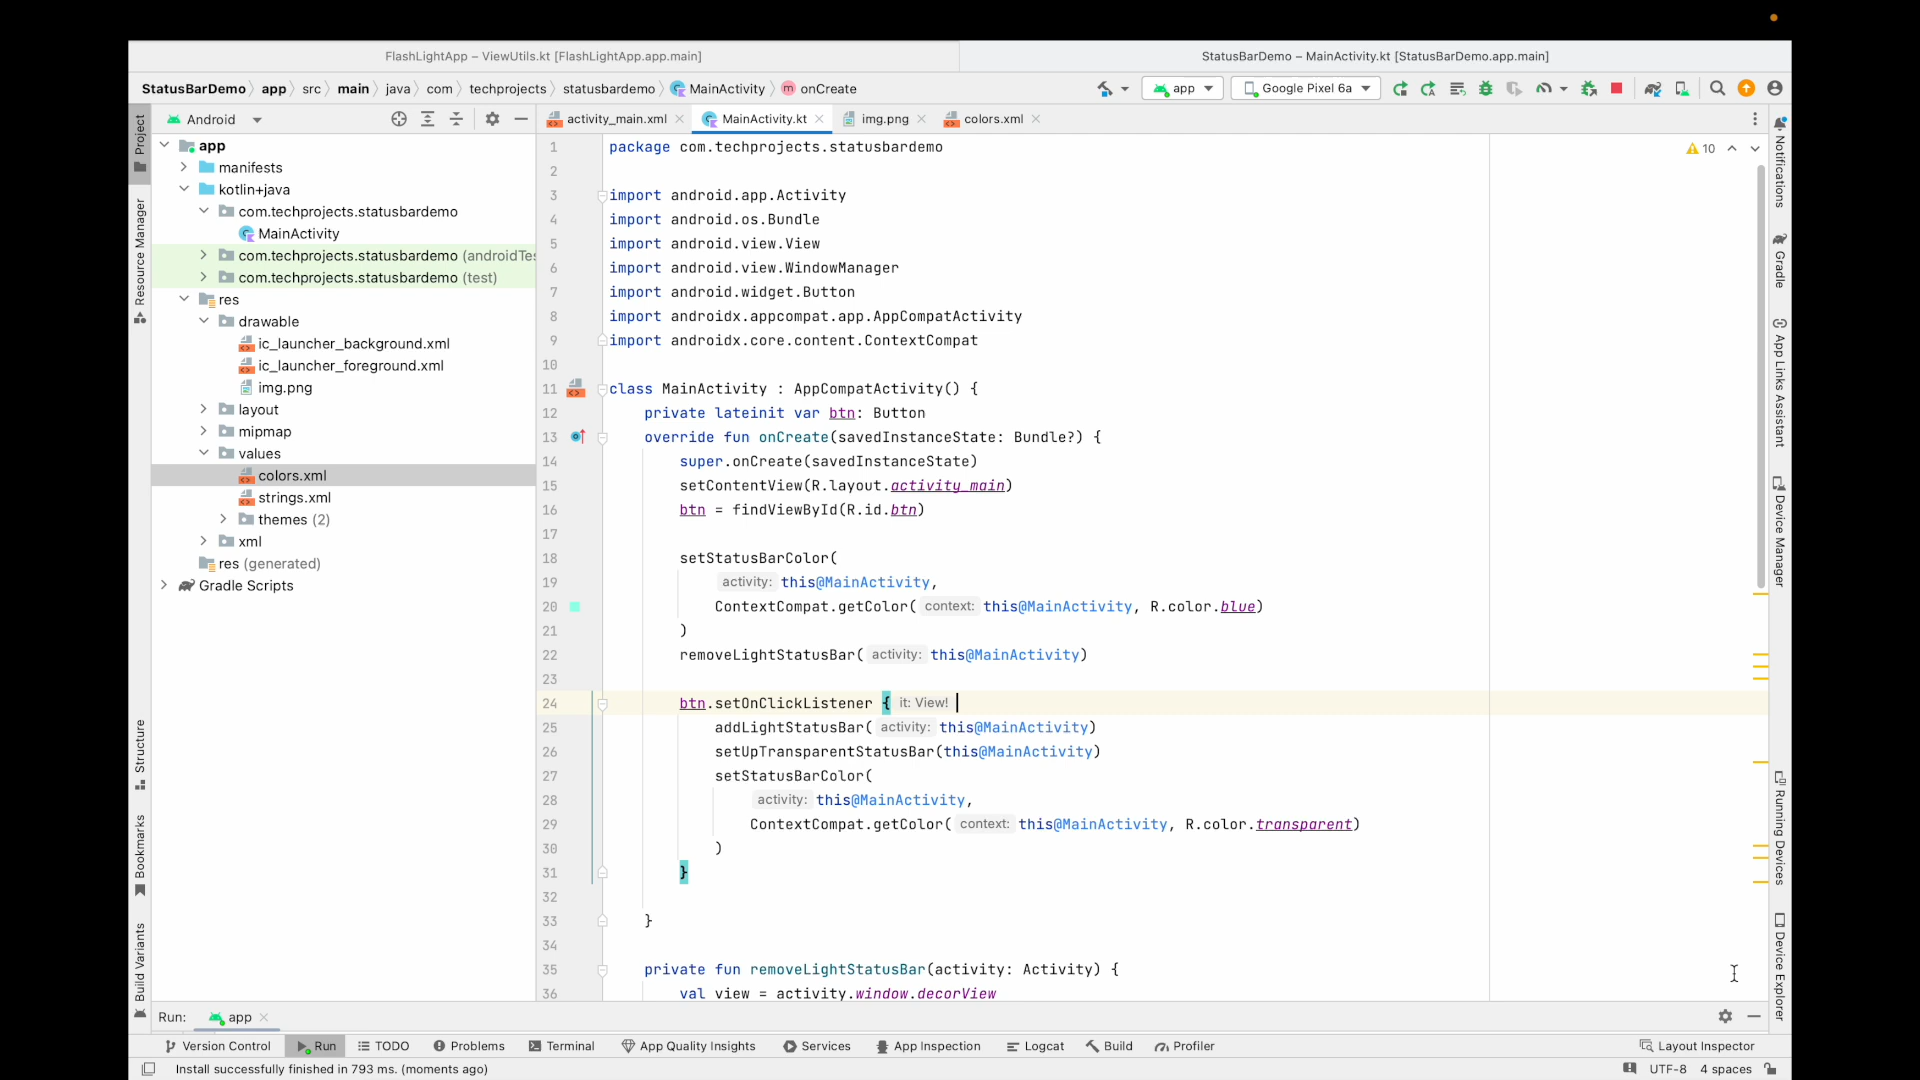 FlashLightApp – ViewUtils.kt [FlashLightApp.app.main]
StatusBarDemo – MainActivity.kt [StatusBarDemo.app.main]
StatusBarDemo app src main java com techprojects statusbardemo MainActivity onCreate
app
Google Pixel 6a
Android
activity_main.xml
MainActivity.kt
img.png
colors.xml
Project
Resource Manager
Structure
Bookmarks
Build Variants
app
manifests
kotlin+java
com.techprojects.statusbardemo
MainActivity
com.techprojects.statusbardemo (androidTes
com.techprojects.statusbardemo (test)
res
drawable
ic_launcher_background.xml
ic_launcher_foreground.xml
img.png
layout
mipmap
values
colors.xml
strings.xml
themes (2)
xml
res (generated)
Gradle Scripts
10
1 package com.techprojects.statusbardemo
2
3 import android.app.Activity
4 import android.os.Bundle
5 import android.view.View
6 import android.view.WindowManager
7 import android.widget.Button
8 import androidx.appcompat.app.AppCompatActivity
9 import androidx.core.content.ContextCompat
10
11 class MainActivity : AppCompatActivity() {
12 private lateinit var btn: Button
13 override fun onCreate(savedInstanceState: Bundle?) {
14 super.onCreate(savedInstanceState)
15 setContentView(R.layout.activity_main)
16 btn = findViewById(R.id.btn)
17
18 setStatusBarColor(
19 activity: this@MainActivity,
20 ContextCompat.getColor( context: this@MainActivity, R.color.blue)
21 )
22 removeLightStatusBar( activity: this@MainActivity)
23
24 btn.setOnClickListener { it: View!
25 addLightStatusBar( activity: this@MainActivity)
26 setUpTransparentStatusBar(this@MainActivity)
27 setStatusBarColor(
28 activity: this@MainActivity,
29 ContextCompat.getColor( context: this@MainActivity, R.color.transparent)
30 )
31 }
32
33 }
34
35 private fun removeLightStatusBar(activity: Activity) {
36 val view = activity.window.decorView
Notifications
Gradle
App Links Assistant
Device Manager
Running Devices
Device Explorer
Run: app
Version Control Run TODO Problems Terminal App Quality Insights Services App Inspection Logcat Build Profiler Layout Inspector
Install successfully finished in 793 ms. (moments ago)
UTF-8 4 spaces